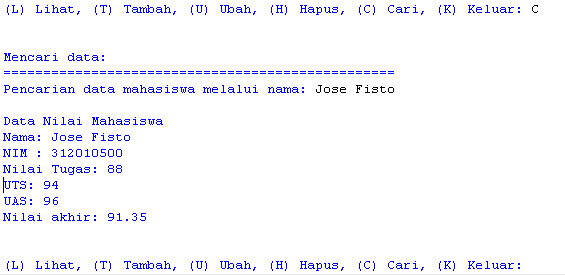 (L) Lihat, (T) Tambah, (U) Ubah, (H) Hapus, (C) Cari, (K) Keluar: C
Mencari data:
=================================================
Pencarian data mahasiswa melalui nama: Jose Fisto
Data Nilai Mahasiswa
Nama: Jose Fisto
NIM : 312010500
Nilai Tugas: 88
UTS: 94
UAS: 96
Nilai akhir: 91.35
(L) Lihat, (T) Tambah, (U) Ubah, (H) Hapus, (C) Cari, (K) Keluar: